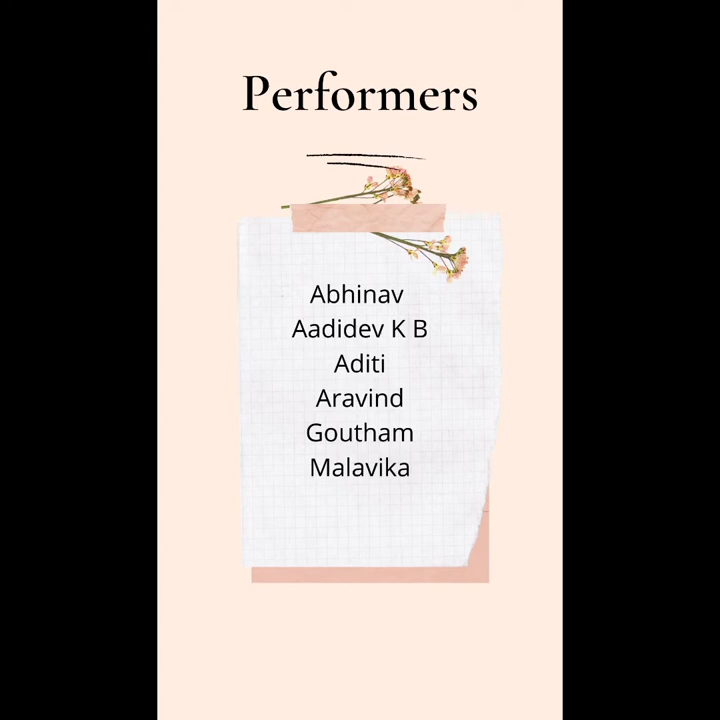 Performers
Abhinav
Aadidev K B
Aditi
Aravind
Goutham
Malavika